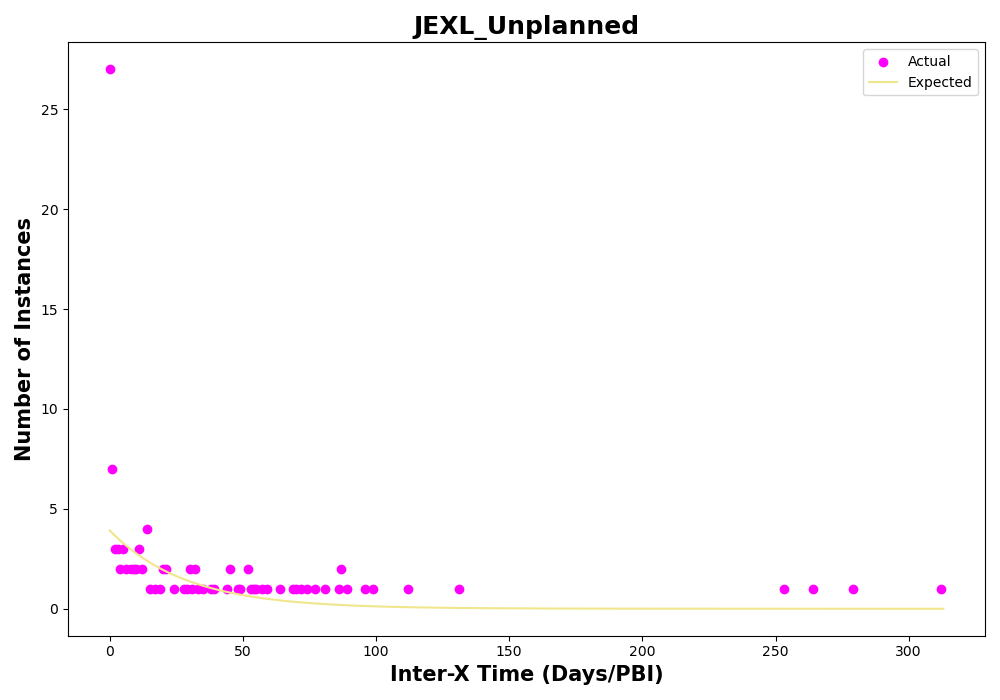 JEXL_Unplanned
Actual
Expected
Number of Instances
25
20
15
10
5
0
0 50 100 150 200 250 300
Inter-X Time (Days/PBI)